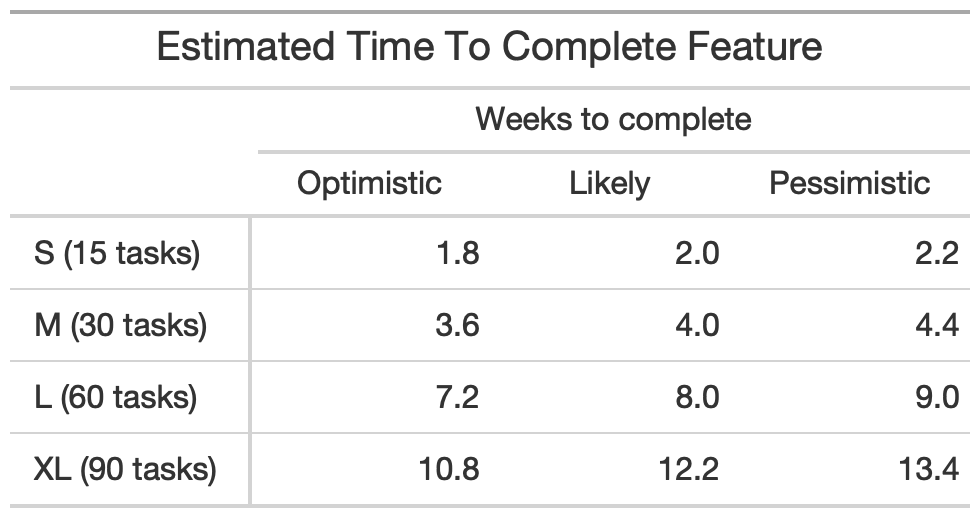 Estimated Time To Complete Feature
Weeks to complete
Optimistic Likely Pessimistic
S (15 tasks) 1.8 2.0 2.2
M (30 tasks) 3.6 4.0 4.4
L (60 tasks) 7.2 8.0 9.0
XL (90 tasks) 10.8 12.2 13.4